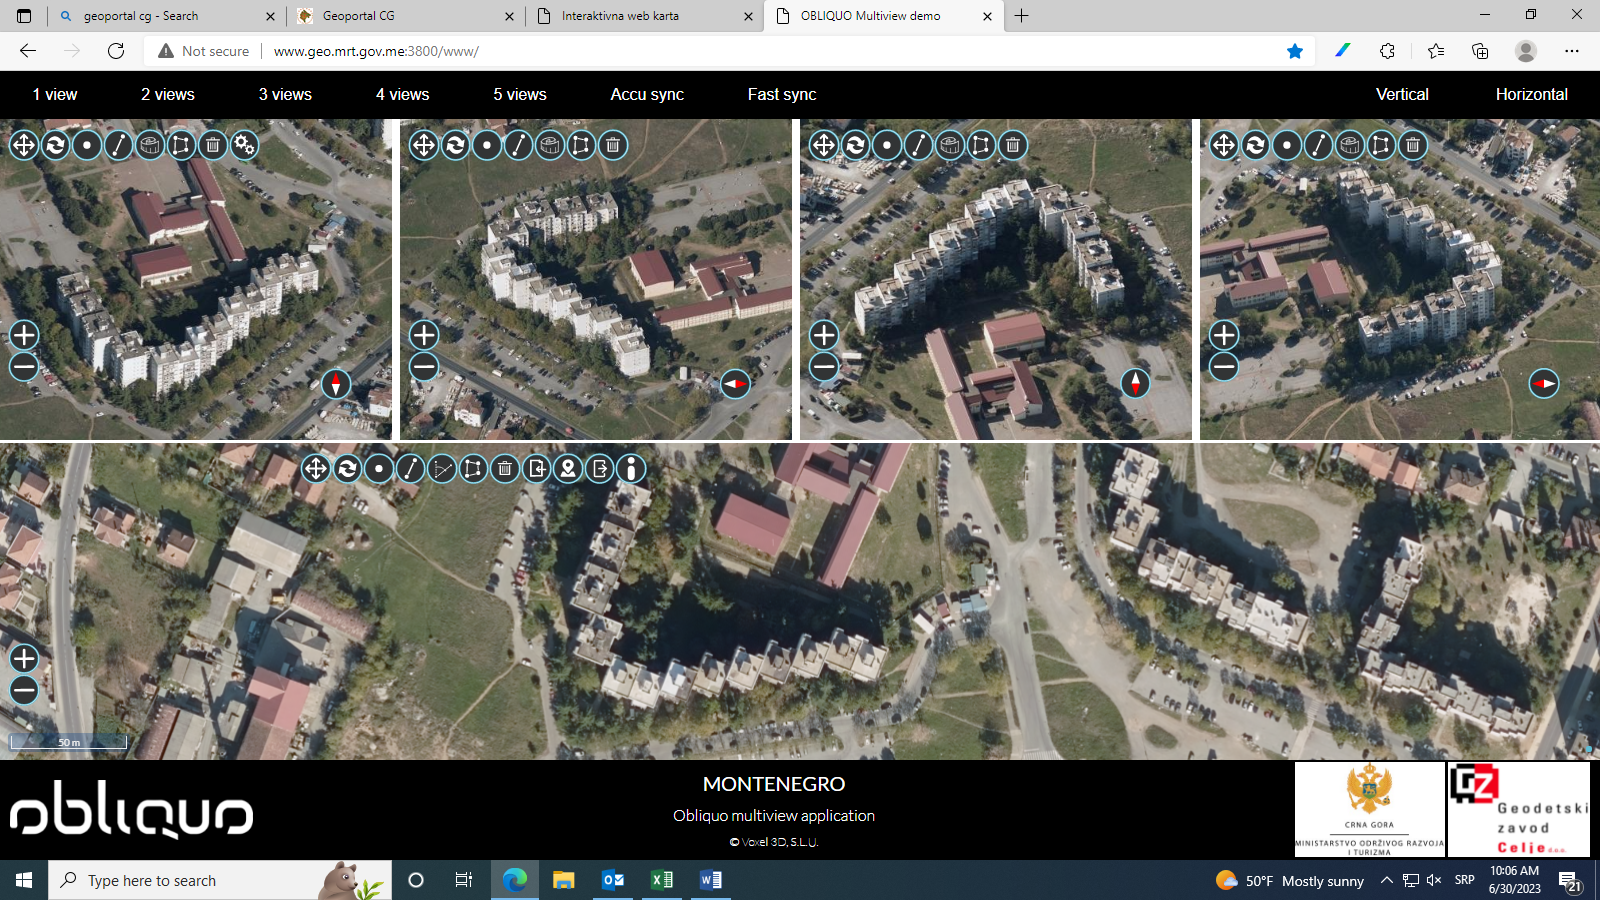 geoportal cg - Search
Geoportal CG
Interaktivna web karta
OBLIQUO Multiview demo
Not secure
www.geo.mrt.gov.me:3800/www/
1 view
2 views
3 views
4 views
5 views
Accu sync
Fast sync
Vertical
Horizontal
50 m
obliquo
MONTENEGRO
Obliquo multiview application
© Voxel 3D, S.L.U.
CRNA GORA
MINISTARSTVO ODRŽIVOG RAZVOJA
I TURIZMA
GZ
Geodetski
zavod
Celje d.o.o.
Type here to search
50°F Mostly sunny
SRP
10:06 AM
6/30/2023
21